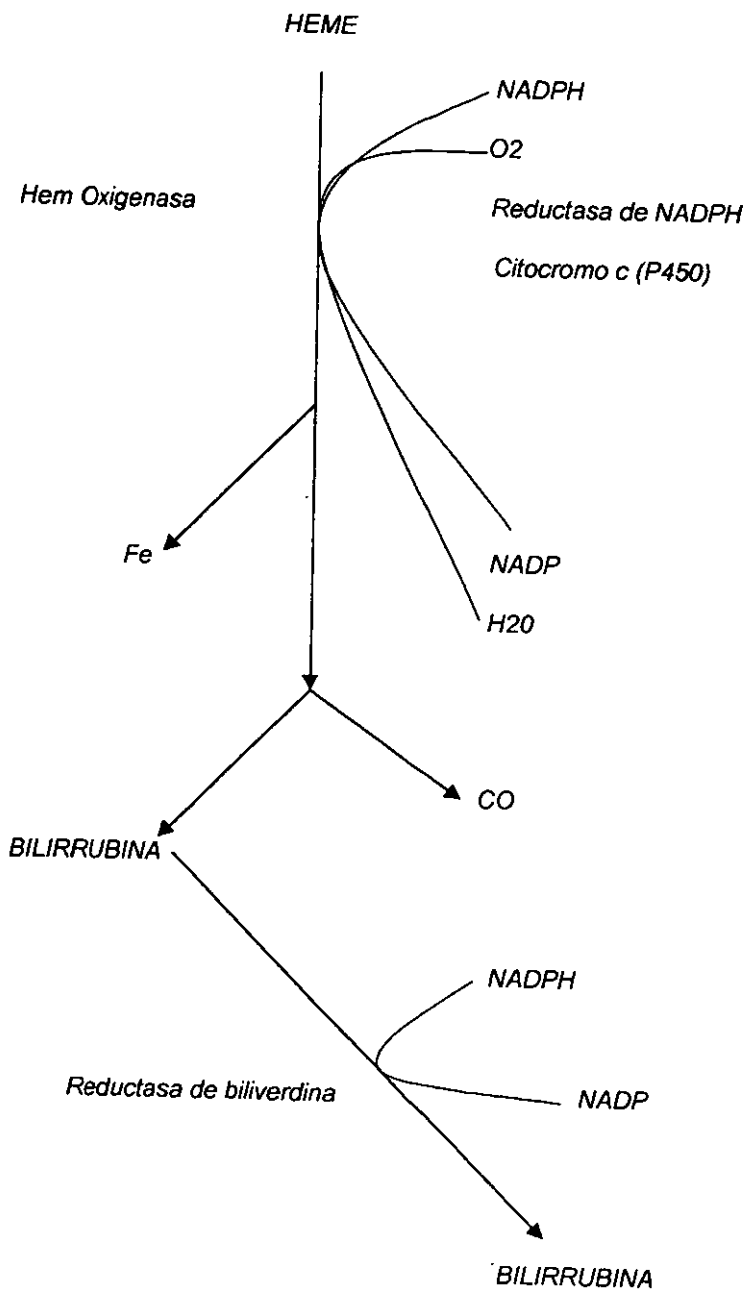 HEME
NADPH
O2
Hem Oxigenasa
Reductasa de NADPH
Citocromo c (P450)
Fe
NADP
H20
CO
BILIRRUBINA
NADPH
Reductasa de biliverdina
NADP
BILIRRUBINA